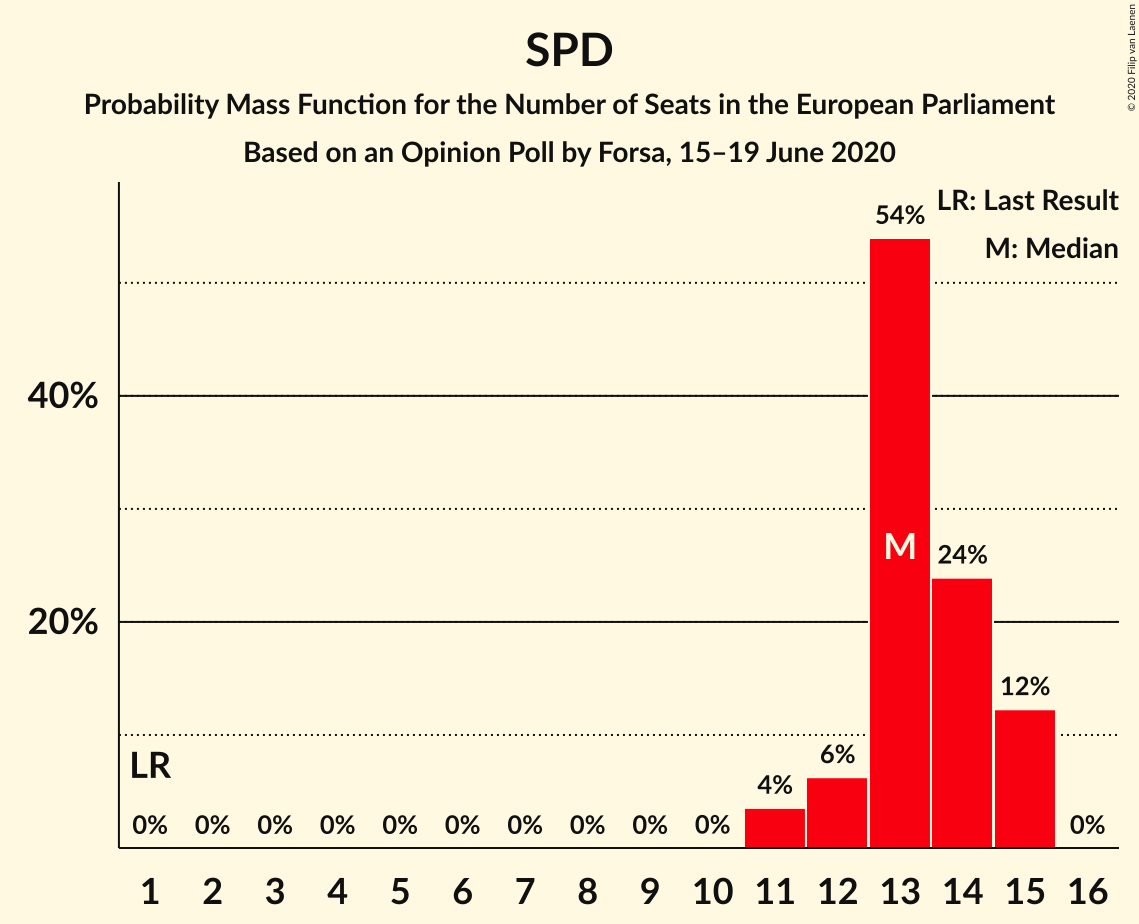 SPD
Probability Mass Function for the Number of Seats in the European Parliament
Based on an Opinion Poll by Forsa, 15–19 June 2020
© 2020 Filip van Laenen
LR: Last Result
M: Median
54%
40%
M
24%
20%
12%
LR
6%
4%
0% 0% 0% 0% 0% 0% 0% 0% 0% 0% 0%
1 2 3 4 5 6 7 8 9 10 11 12 13 14 15 16